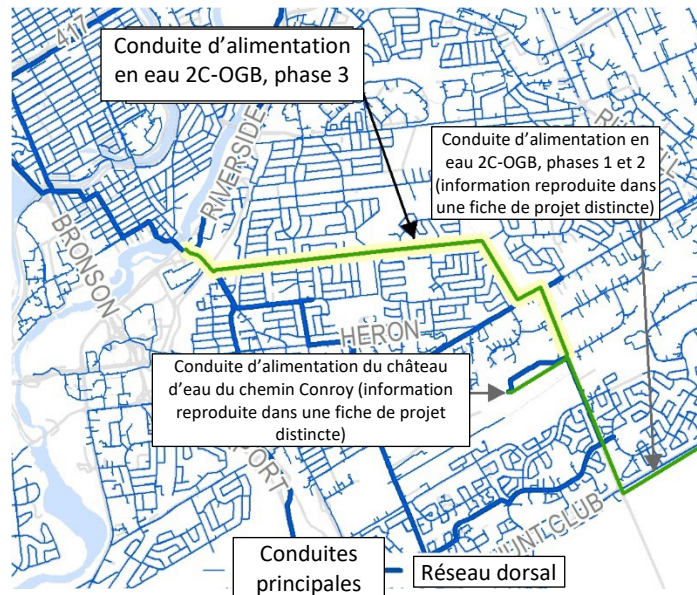 417
Conduite d'alimentation
en eau 2C-OGB, phase 3
RIVERSIDE
Conduite d'alimentation en
eau 2C-OGB, phases 1 et 2
(information reproduite dans
une fiche de projet distincte)
BRONSON
HERON
Conduite d'alimentation du château
d'eau du chemin Conroy (information
reproduite dans une fiche de projet
distincte)
Conduites
principales
Réseau dorsal